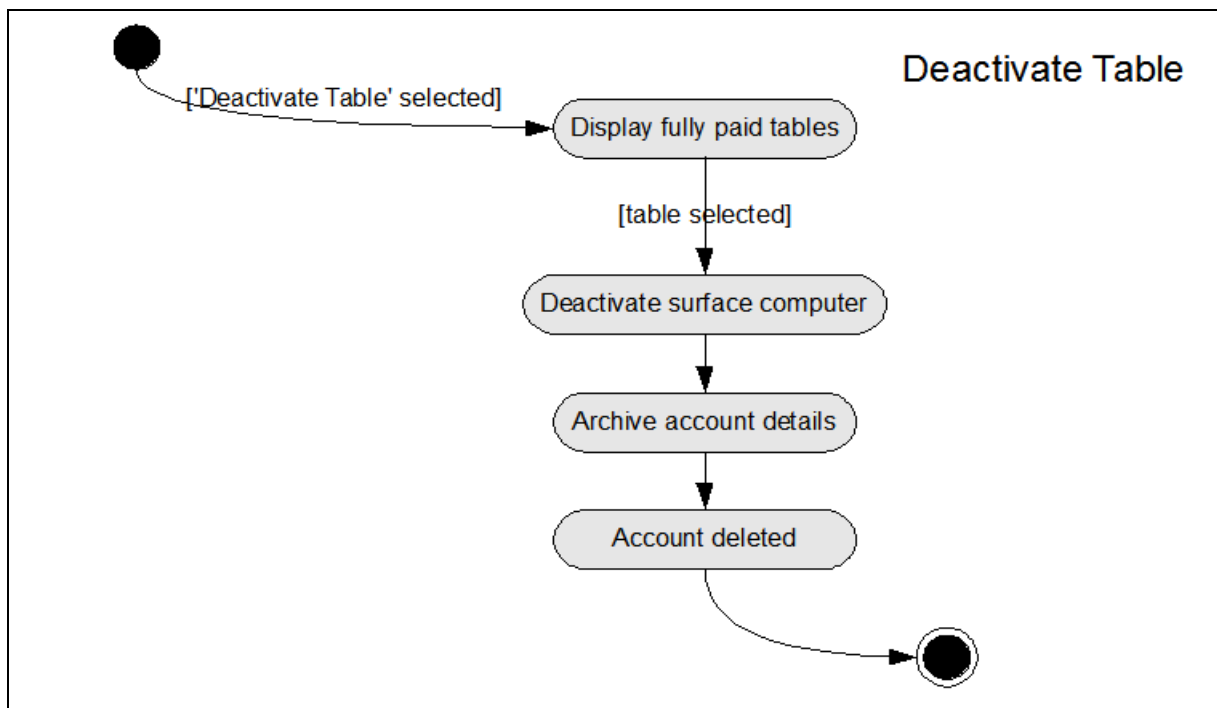 Deactivate Table
['Deactivate Table' selected]
Display fully paid tables
[table selected]
Deactivate surface computer
Archive account details
Account deleted